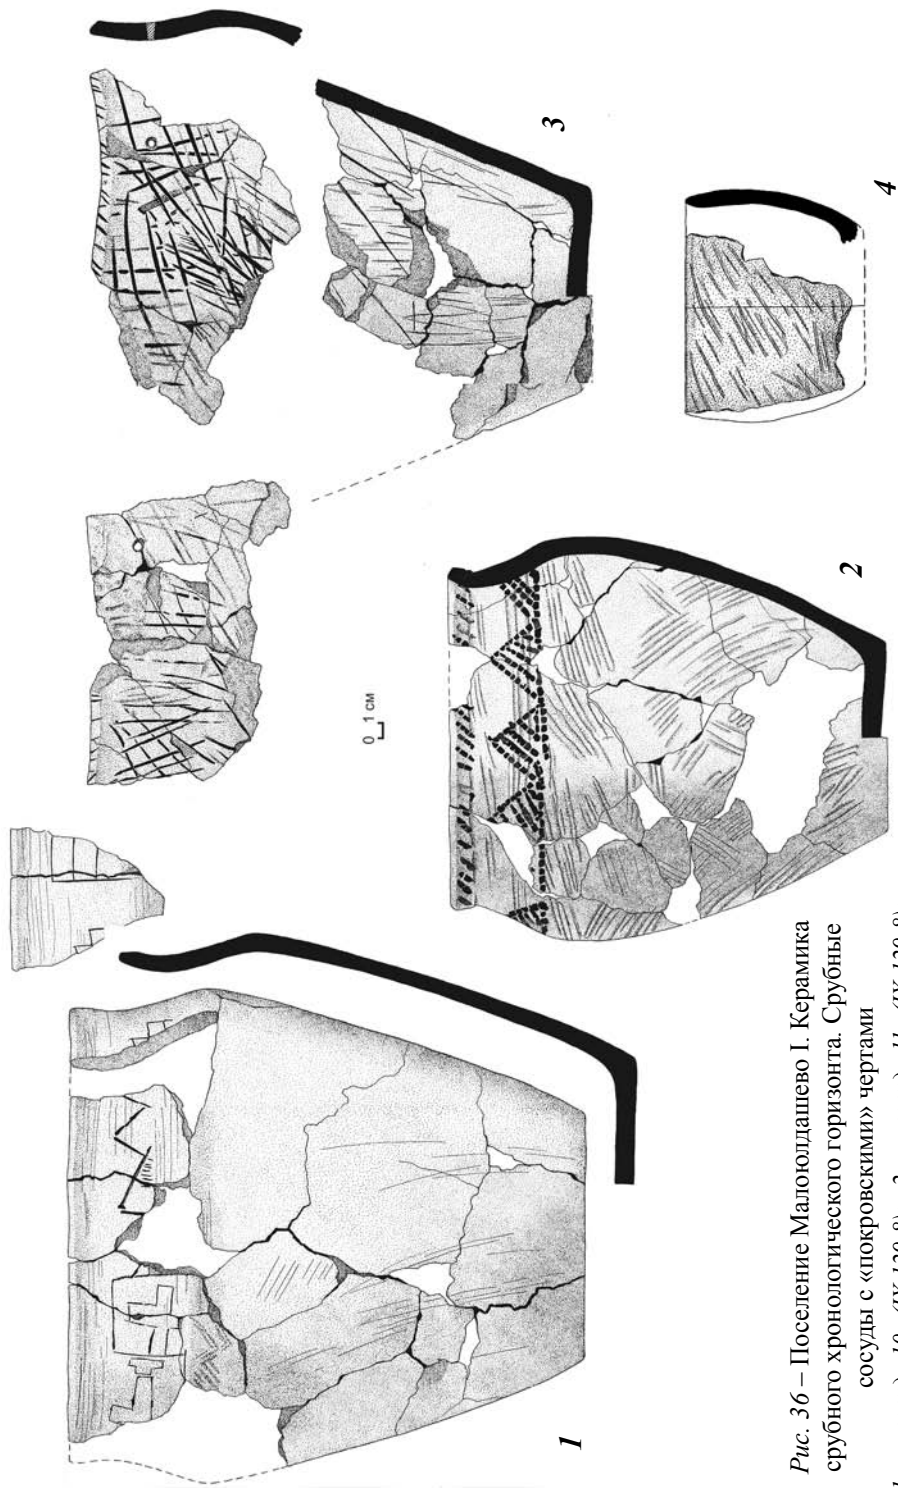 3
4
0 1 см
2
1
Рис. 36 – Поселение Малоюлдашево I. Керамика
срубного хронологического горизонта. Срубные
сосуды с «покровскими» чертами